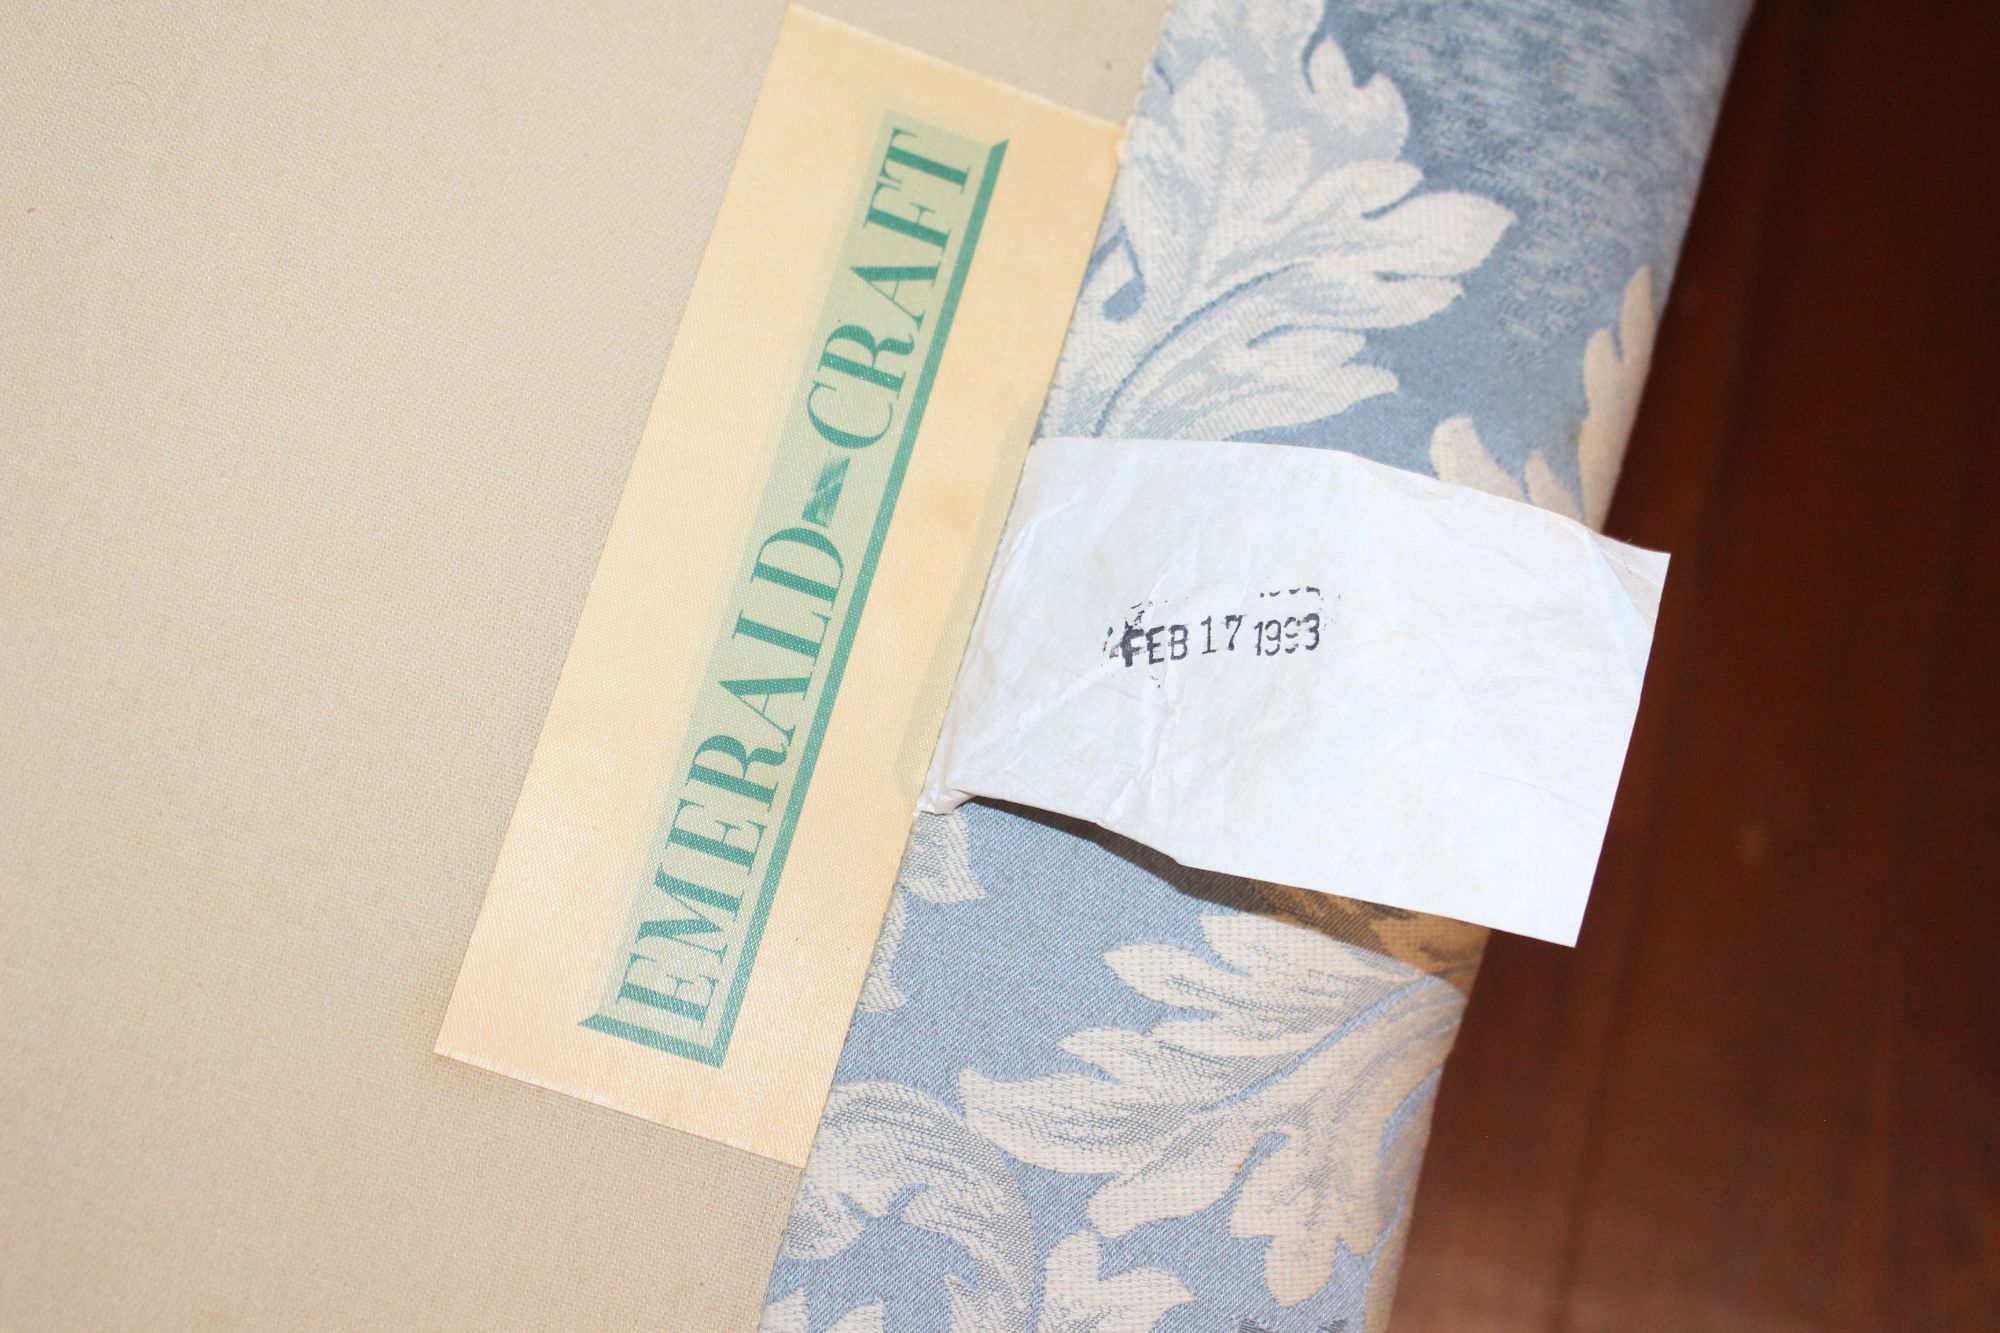 EMERALD CRAFT
FEB 17 1993